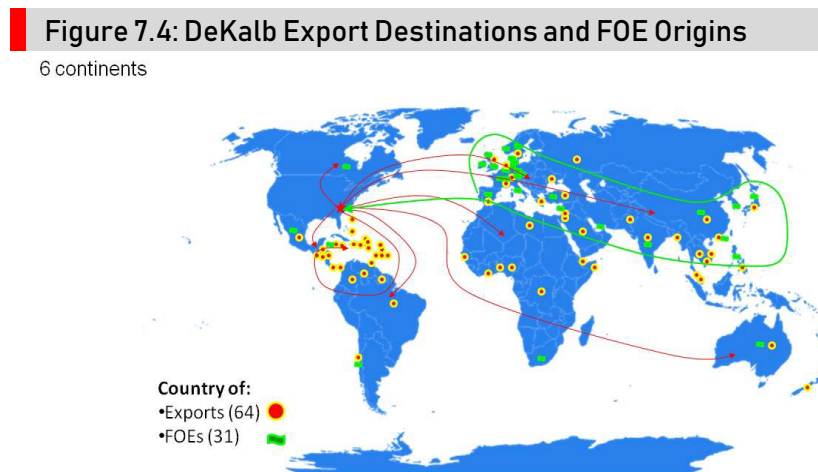 Figure 7.4: DeKalb Export Destinations and FOE Origins
6 continents
Country of:
•Exports (64)
•FOEs (31)